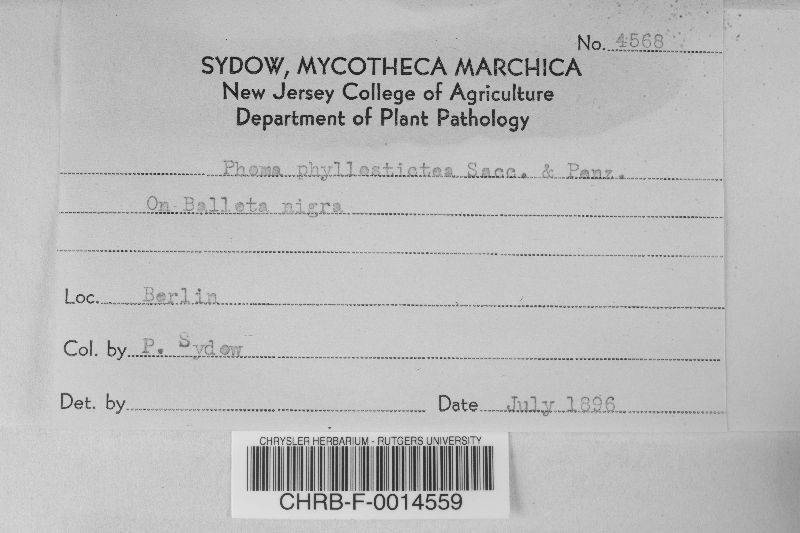 No. 4568
SYDOW, MYCOTHECA MARCHICA
New Jersey College of Agriculture
Department of Plant Pathology
Phoma phyllostictea Sacc. & Penz.
On Ballota nigra
Loc. Berlin
Col. by P. Sydow
Det. by
Date July 1896
CHRYSLER HERBARIUM - RUTGERS UNIVERSITY
CHRB-F-0014559